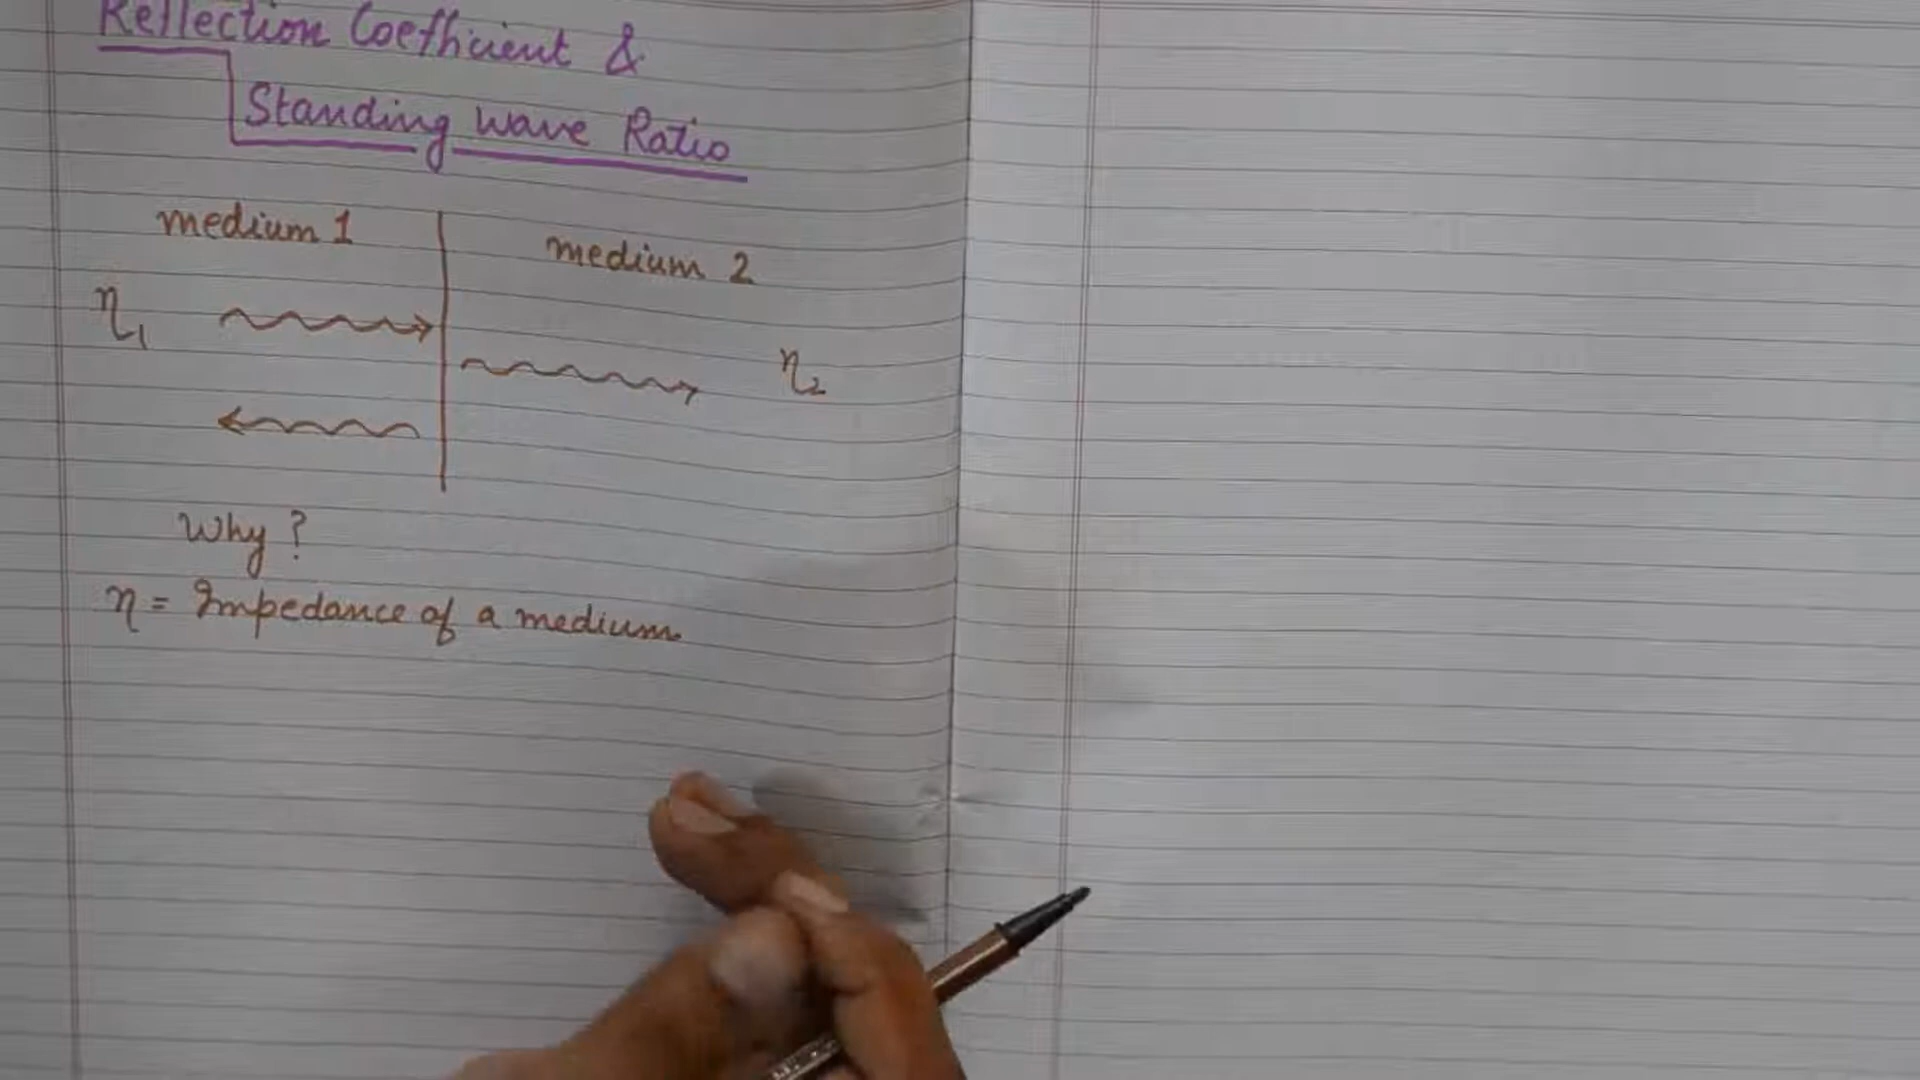 Reflection Coefficient &
Standing Wave Ratio
medium 1
medium 2
η₁
η₂
Why?
η = Impedance of a medium.